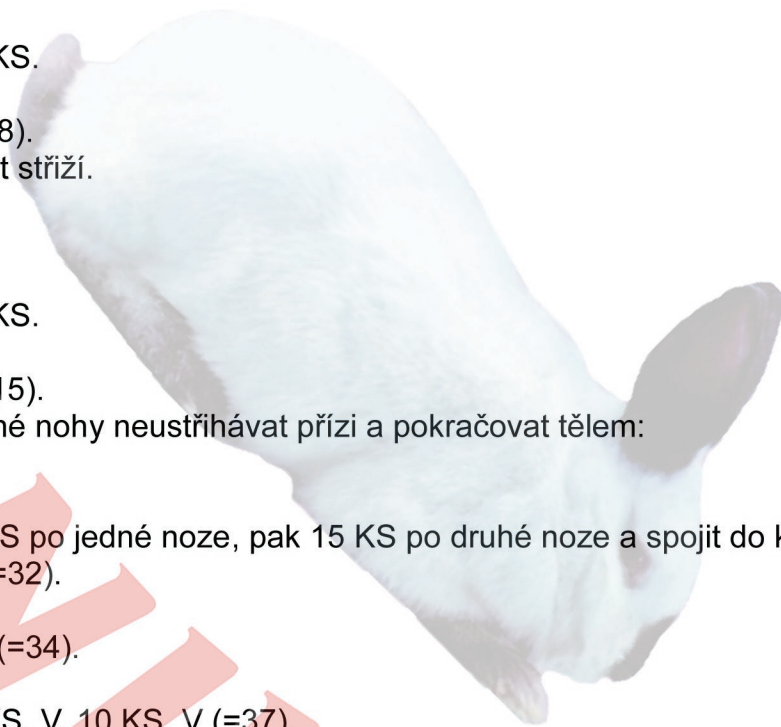 KS.
8).
t střiží.
KS.
15).
né nohy neustřihávat přízi a pokračovat tělem:
S po jedné noze, pak 15 KS po druhé noze a spojit do k
=32).
(=34).
KS, V, 10 KS, V (=37)